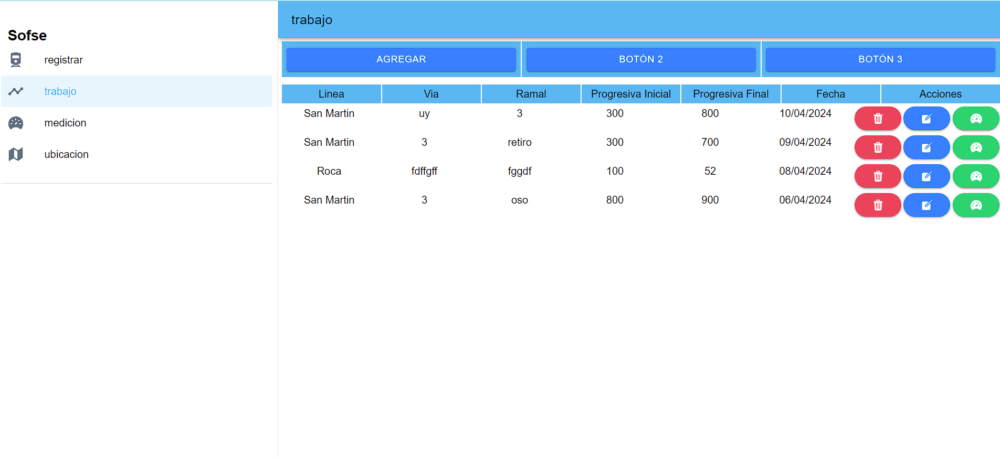 Sofse
registrar
trabajo
medicion
ubicacion
trabajo
AGREGAR BOTÓN 2 BOTÓN 3
Linea Via Ramal Progresiva Inicial Progresiva Final Fecha Acciones
San Martin uy 3 300 800 10/04/2024
San Martin 3 retiro 300 700 09/04/2024
Roca fdffgff fggdf 100 52 08/04/2024
San Martin 3 oso 800 900 06/04/2024